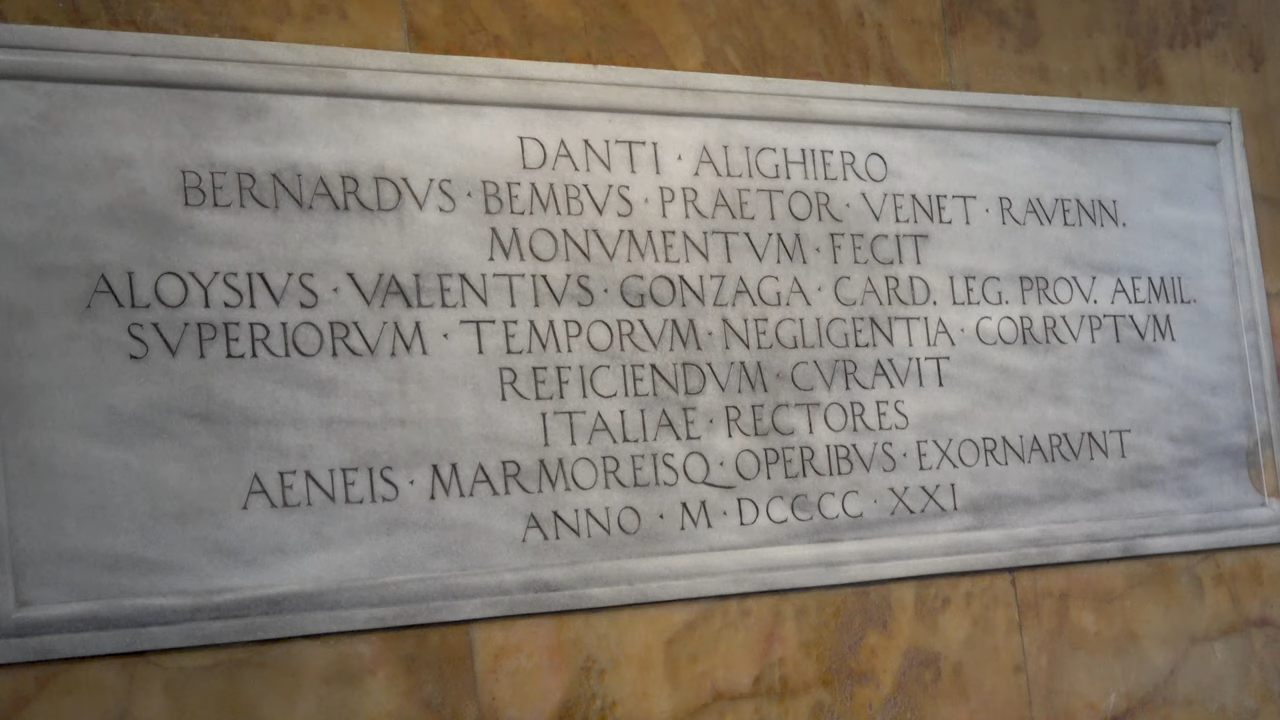 DANTI · ALIGHIERO
BERNARDVS · BEMBVS · PRAETOR · VENET · RAVENN.
MONVMENTVM · FECIT
ALOYSIVS · VALENTIVS · GONZAGA · CARD. LEG. PROV. AEMIL.
SVPERIORVM · TEMPORVM · NEGLIGENTIA · CORRVPTVM
REFICIENDVM · CVRAVIT
ITALIAE · RECTORES
AENEIS · MARMOREISQ · OPERIBVS · EXORNARVNT
ANNO · M · DCCCC · XXI